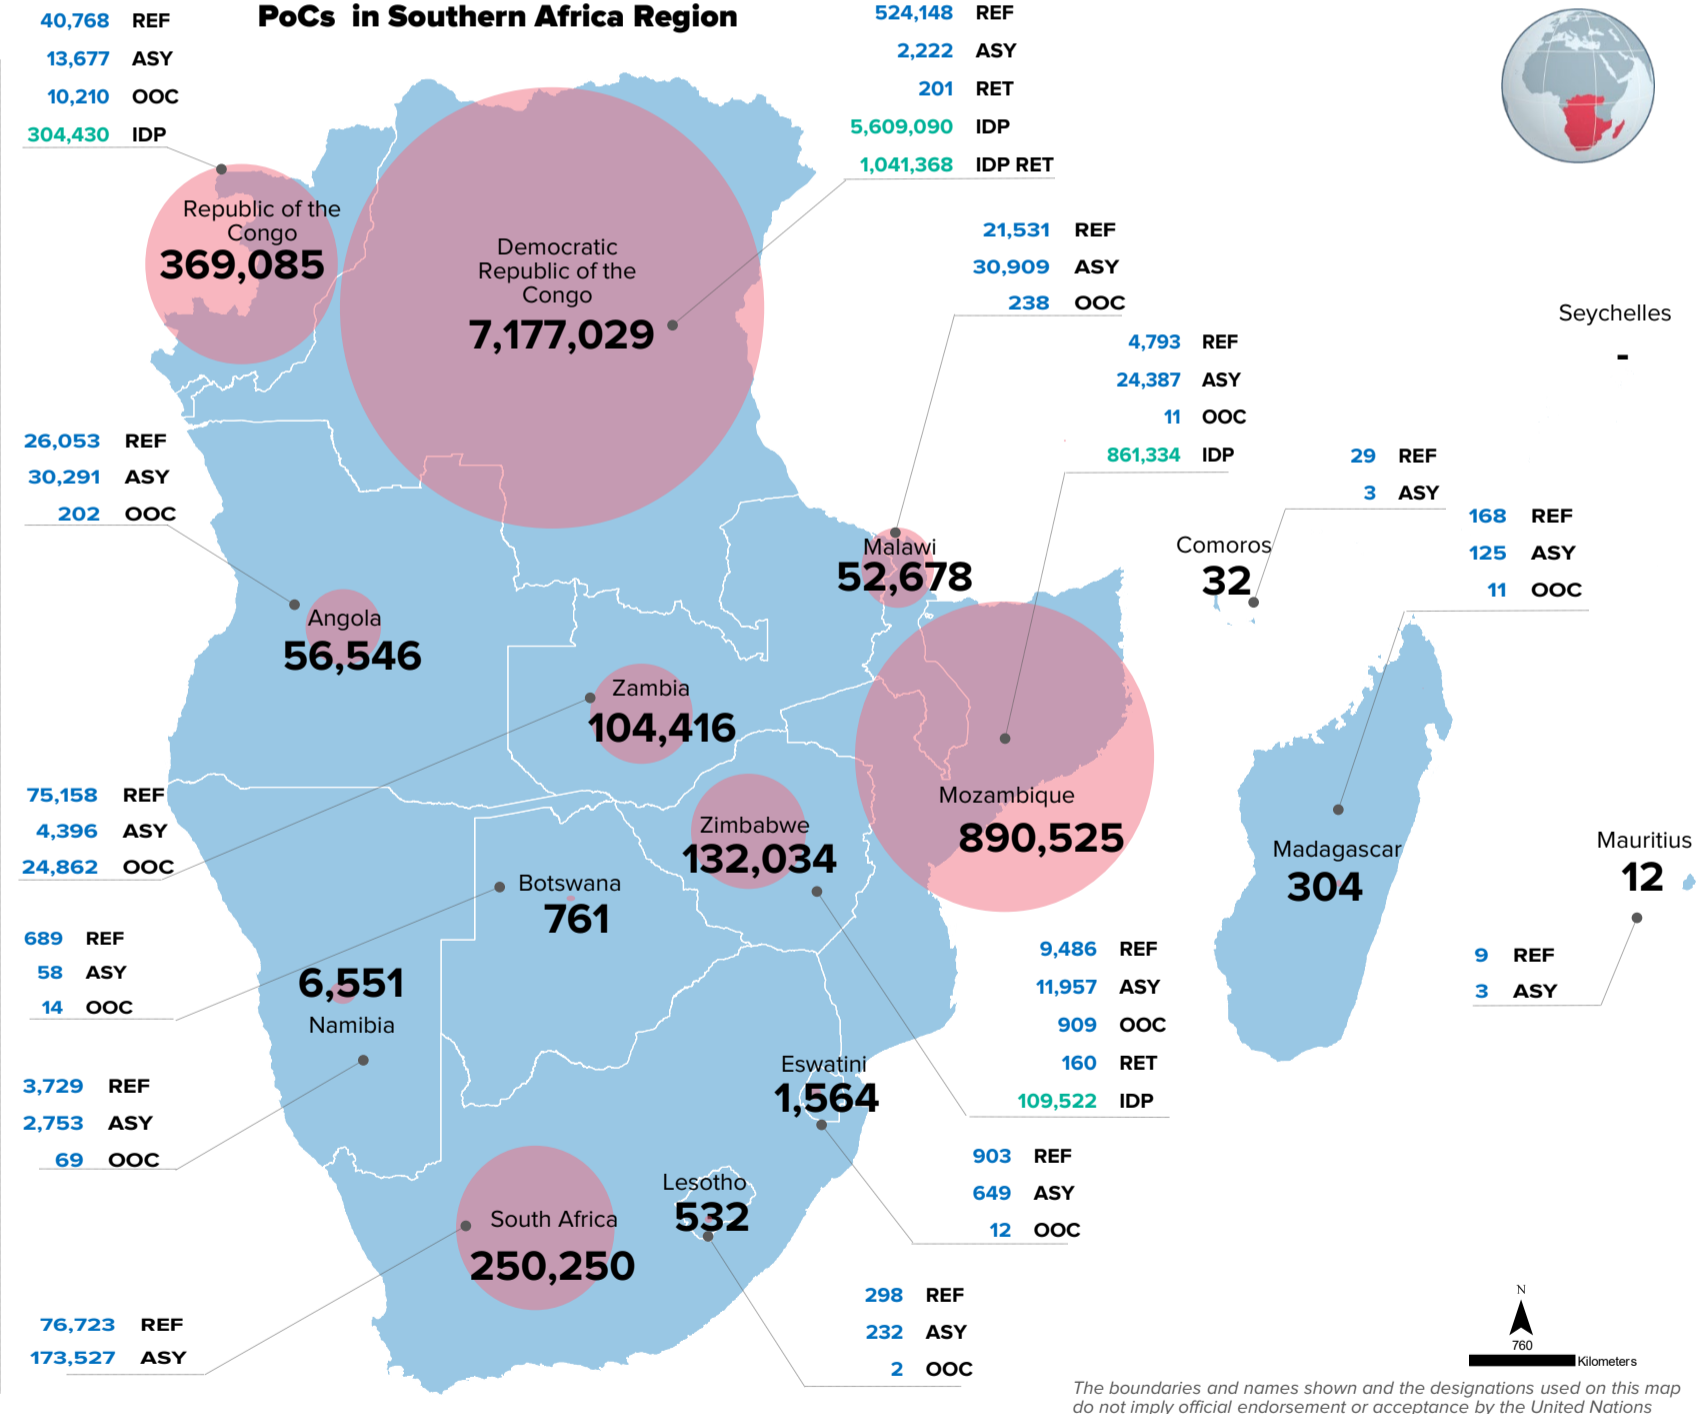 PoCs in Southern Africa Region
40,768 REF
13,677 ASY
10,210 OOC
304,430 IDP
524,148 REF
2,222 ASY
201 RET
5,609,090 IDP
1,041,368 IDP RET
Republic of the
Congo
369,085
Democratic
Republic of the
Congo
7,177,029
21,531 REF
30,909 ASY
238 OOC
4,793 REF
24,387 ASY
11 OOC
861,334 IDP
Seychelles
-
26,053 REF
30,291 ASY
202 OOC
29 REF
3 ASY
168 REF
125 ASY
11 OOC
Malawi
52,678
Comoros
32
Angola
56,546
Zambia
104,416
75,158 REF
4,396 ASY
24,862 OOC
Mozambique
890,525
Zimbabwe
132,034
Madagascar
304
Mauritius
12
Botswana
761
689 REF
58 ASY
14 OOC
6,551
Namibia
9,486 REF
11,957 ASY
909 OOC
160 RET
109,522 IDP
9 REF
3 ASY
3,729 REF
2,753 ASY
69 OOC
Eswatini
1,564
903 REF
649 ASY
12 OOC
Lesotho
532
South Africa
250,250
298 REF
232 ASY
2 OOC
76,723 REF
173,527 ASY
N
760
Kilometers
The boundaries and names shown and the designations used on this map
do not imply official endorsement or acceptance by the United Nations